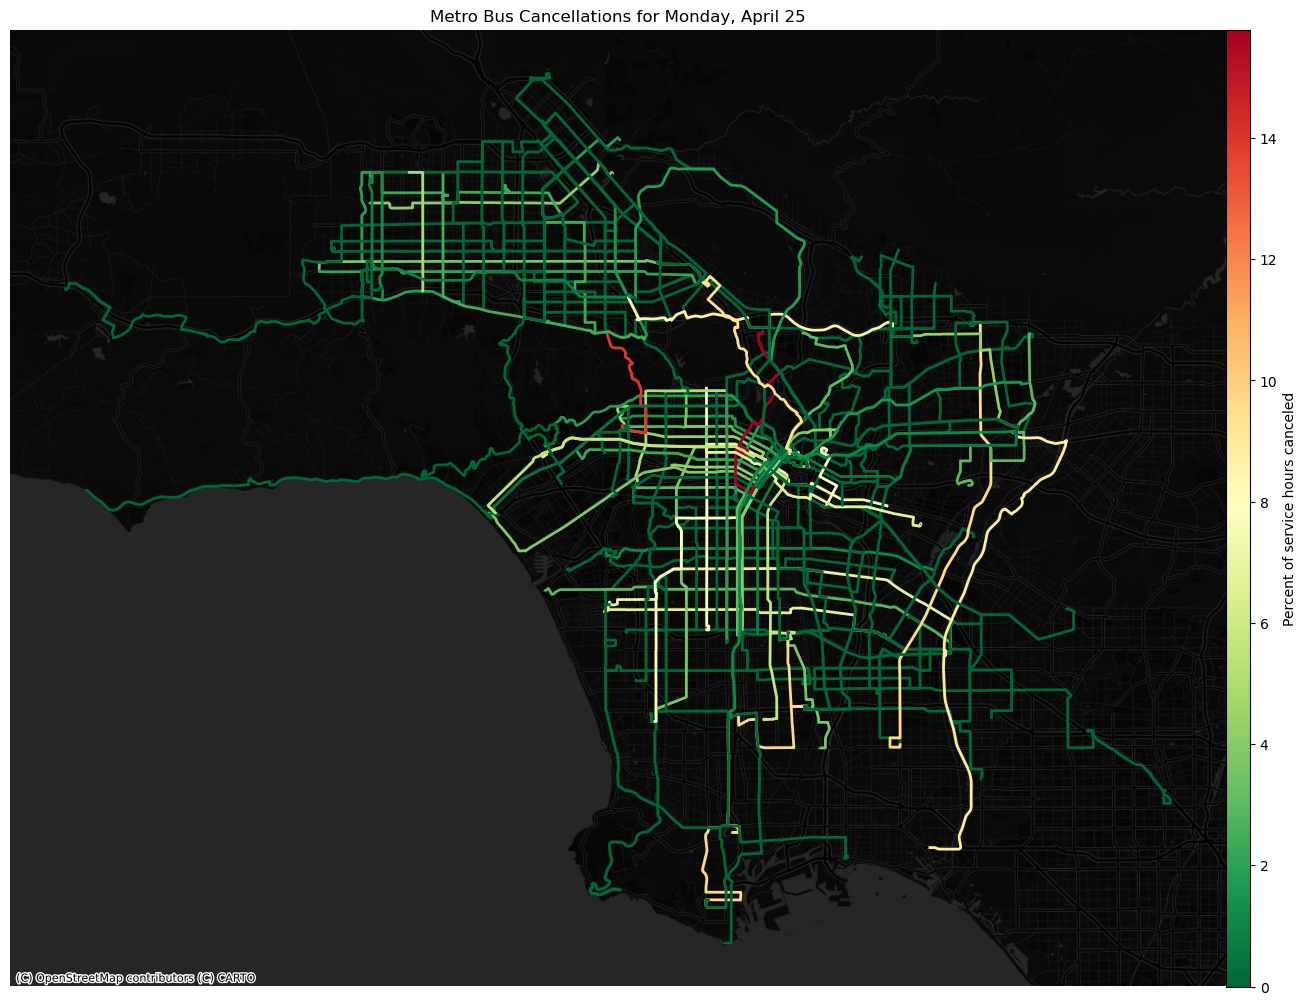 Metro Bus Cancellations for Monday, April 25
14
12
10
8
6
4
2
0
Percent of service hours canceled
(C) OpenStreetMap contributors (C) CARTO